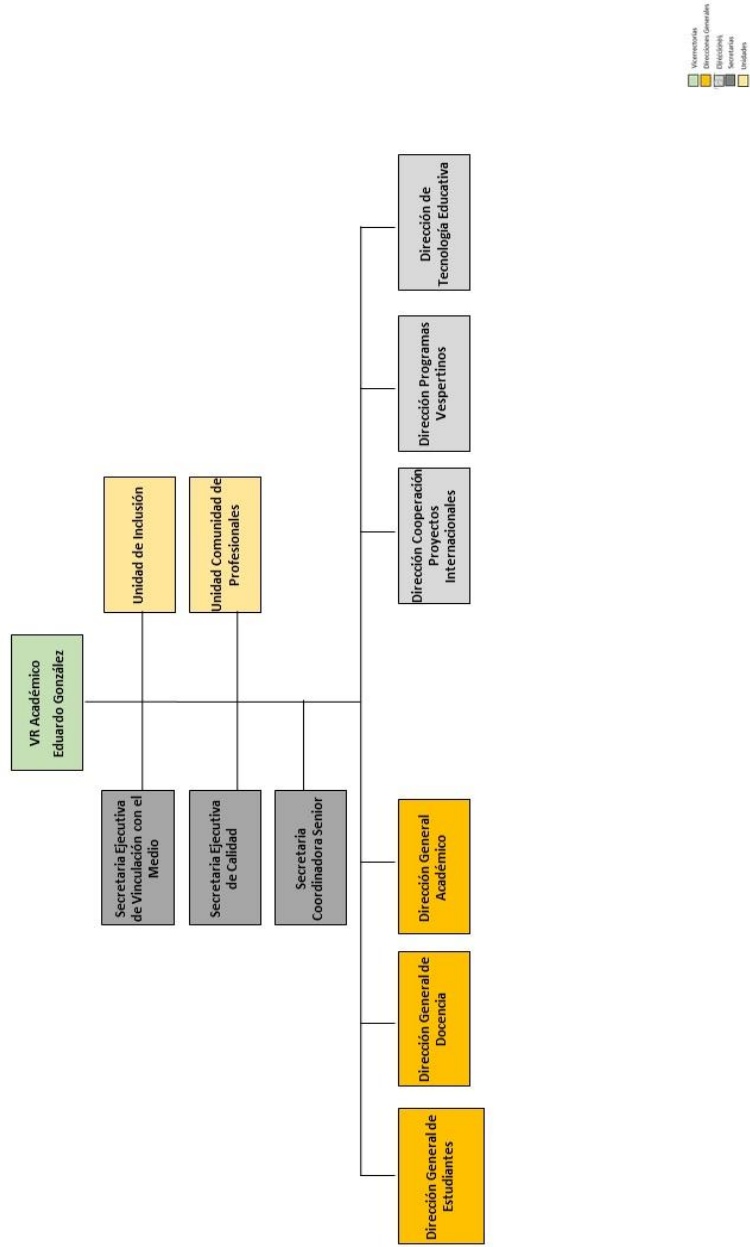 VR Académico
Eduardo González
Secretaria Ejecutiva
de Vinculación con el
Medio
Unidad de Inclusión
Secretaria Ejecutiva
de Calidad
Unidad Comunidad de
Profesionales
Secretaria
Coordinadora Senior
Dirección General de
Estudiantes
Dirección General de
Docencia
Dirección General
Académico
Dirección Cooperación
Proyectos
Internacionales
Dirección Programas
Vespertinos
Dirección de
Tecnología Educativa
Vicerrectorías
Direcciones Generales
Direcciones
Secretarias
Unidades